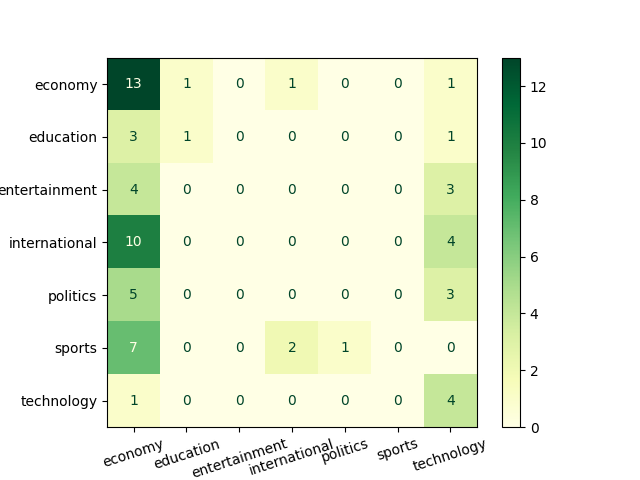 economy 13 1 0 1 0 0 1
education 3 1 0 0 0 0 1
entertainment 4 0 0 0 0 0 3
international 10 0 0 0 0 0 4
politics 5 0 0 0 0 0 3
sports 7 0 0 2 1 0 0
technology 1 0 0 0 0 0 4
economy education entertainment international politics sports technology
12
10
8
6
4
2
0